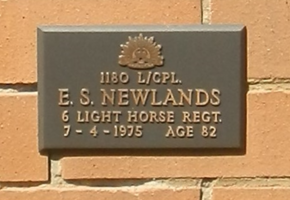 1180 L/CPL.
E. S. NEWLANDS
6 LIGHT HORSE REGT.
7-4-1975 AGE 82